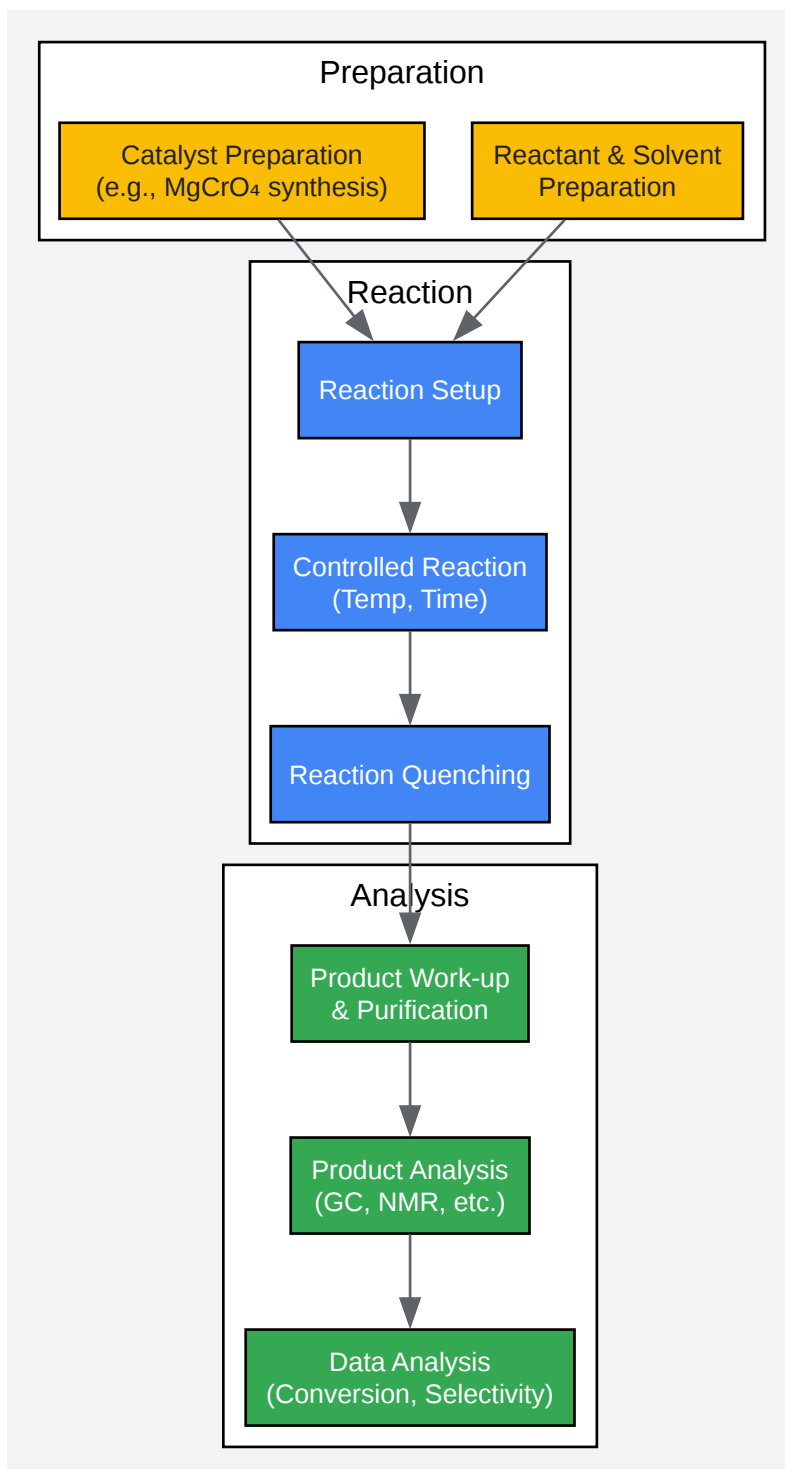 Preparation
Catalyst Preparation
(e.g., MgCrO₄ synthesis)
Reactant & Solvent
Preparation
Reaction
Reaction Setup
Controlled Reaction
(Temp, Time)
Reaction Quenching
Analysis
Product Work-up
& Purification
Product Analysis
(GC, NMR, etc.)
Data Analysis
(Conversion, Selectivity)